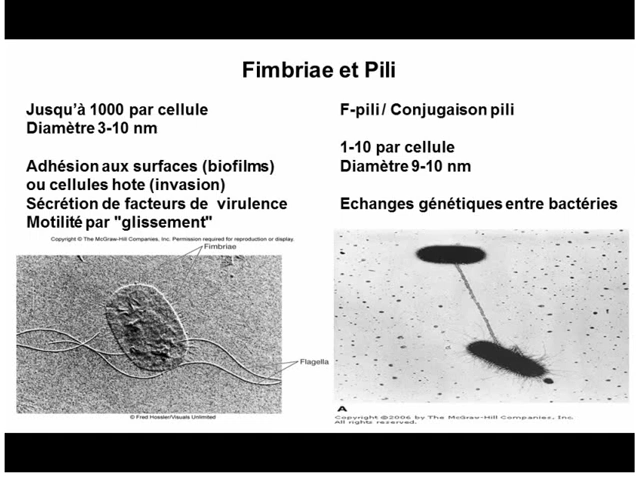 Fimbriae et Pili
Jusqu'à 1000 par cellule
Diamètre 3-10 nm
Adhésion aux surfaces (biofilms)
ou cellules hote (invasion)
Sécrétion de facteurs de virulence
Motilité par "glissement"
Copyright © The McGraw-Hill Companies, Inc. Permission required for reproduction or display.
Fimbriae
Flagella
© Fred Hossler/Visuals Unlimited
F-pili / Conjugaison pili
1-10 par cellule
Diamètre 9-10 nm
Echanges génétiques entre bactéries
A
Copyright ©2006 by The McGraw-Hill Companies, Inc.
All rights reserved.